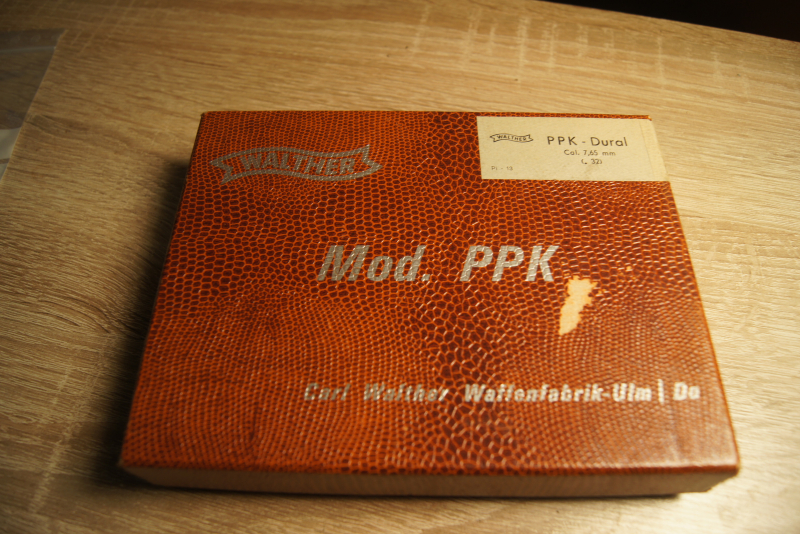 WALTHER
WALTHER PPK - Dural
Cal. 7,65 mm
(. 32)
Mod. PPK
Carl Walther Waffenfabrik-Ulm | Do